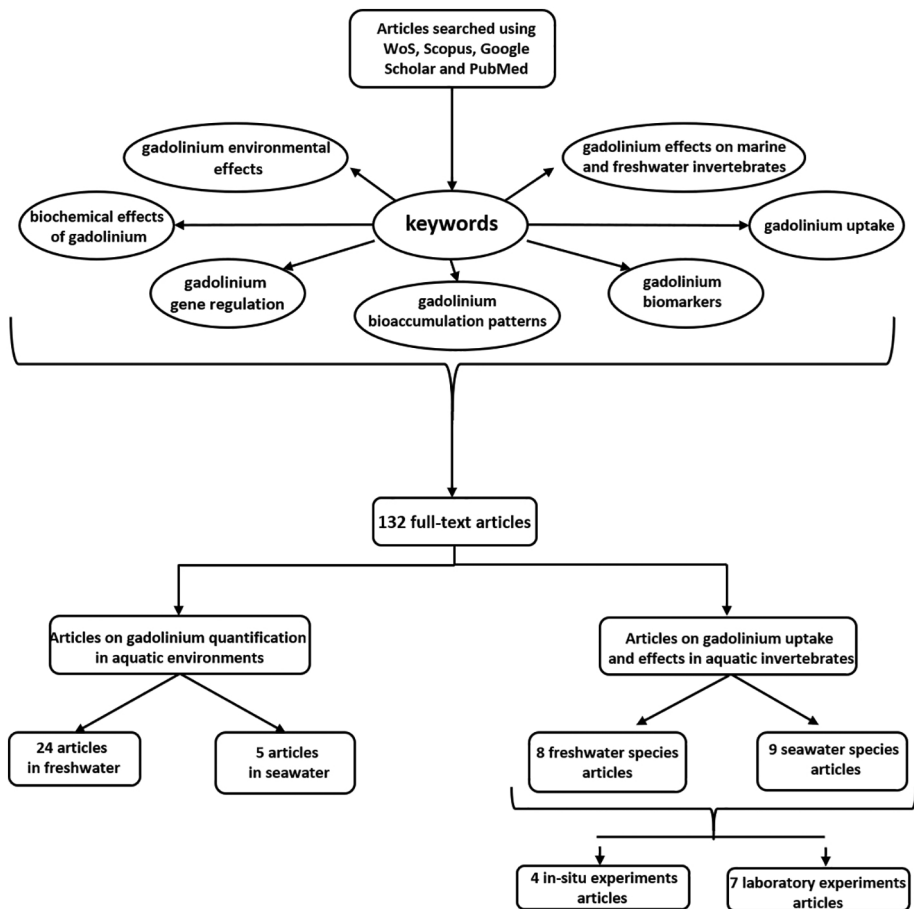 Articles searched using
WoS, Scopus, Google
Scholar and PubMed
gadolinium environmental
effects
gadolinium effects on marine
and freshwater invertebrates
biochemical effects
of gadolinium
keywords
gadolinium uptake
gadolinium
gene regulation
gadolinium
bioaccumulation patterns
gadolinium
biomarkers
132 full-text articles
Articles on gadolinium quantification
in aquatic environments
Articles on gadolinium uptake
and effects in aquatic invertebrates
24 articles
in freshwater
5 articles
in seawater
8 freshwater species
articles
9 seawater species
articles
4 in-situ experiments
articles
7 laboratory experiments
articles